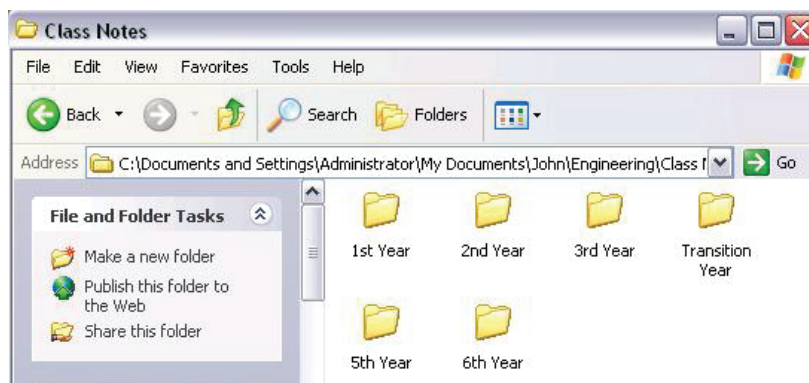 Class Notes
File Edit View Favorites Tools Help
Back Search Folders
Address C:\Documents and Settings\Administrator\My Documents\John\Engineering\Class Go
File and Folder Tasks
Make a new folder
Publish this folder to
the Web
Share this folder
1st Year 2nd Year 3rd Year Transition
Year
5th Year 6th Year